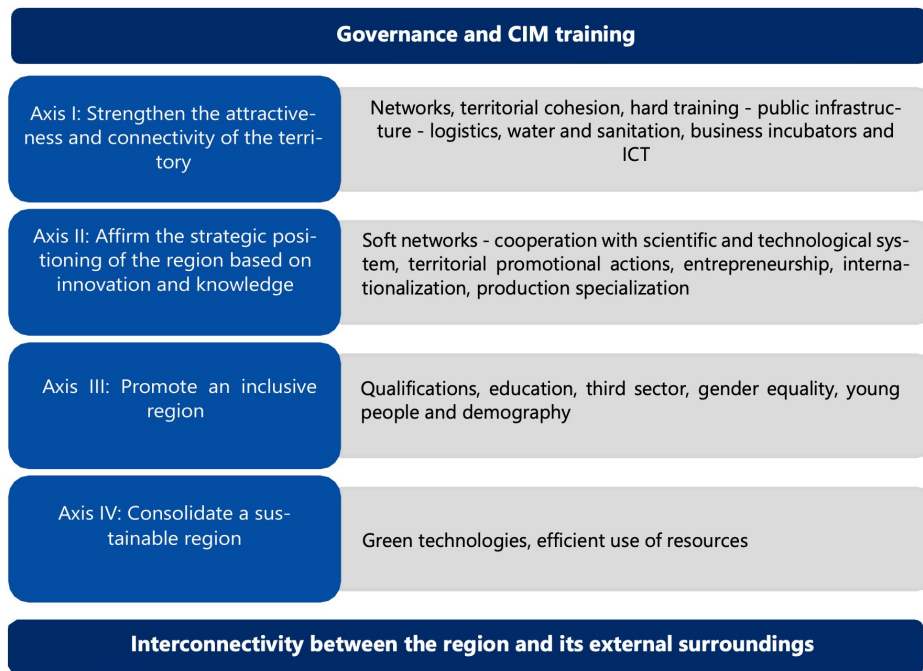 Governance and CIM training
Axis I: Strengthen the attractive-
ness and connectivity of the terri-
tory
Networks, territorial cohesion, hard training - public infrastruc-
ture - logistics, water and sanitation, business incubators and
ICT
Axis II: Affirm the strategic posi-
tioning of the region based on
innovation and knowledge
Soft networks - cooperation with scientific and technological sys-
tem, territorial promotional actions, entrepreneurship, interna-
tionalization, production specialization
Axis III: Promote an inclusive
region
Qualifications, education, third sector, gender equality, young
people and demography
Axis IV: Consolidate a sus-
tainable region
Green technologies, efficient use of resources
Interconnectivity between the region and its external surroundings